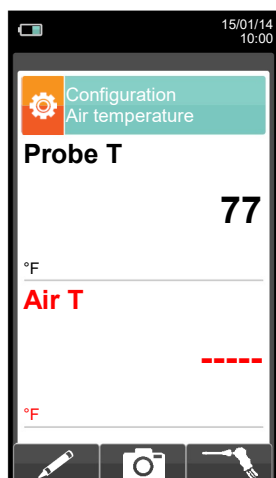 15/01/14
10:00
Configuration
Air temperature
Probe T
77
°F
Air T
-----
°F